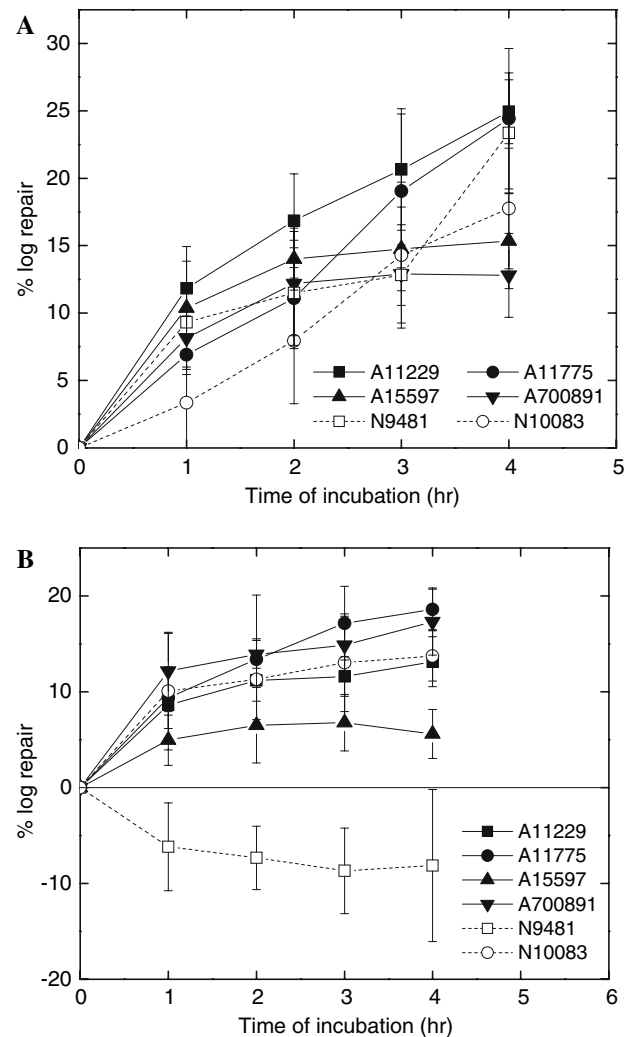 A
30
25
20
15
10
5
0
% log repair
A11229 A11775
A15597 A700891
N9481 N10083
0 1 2 3 4 5
Time of incubation (hr)
B
20
10
0
-10
-20
% log repair
A11229
A11775
A15597
A700891
N9481
N10083
0 1 2 3 4 5 6
Time of incubation (hr)